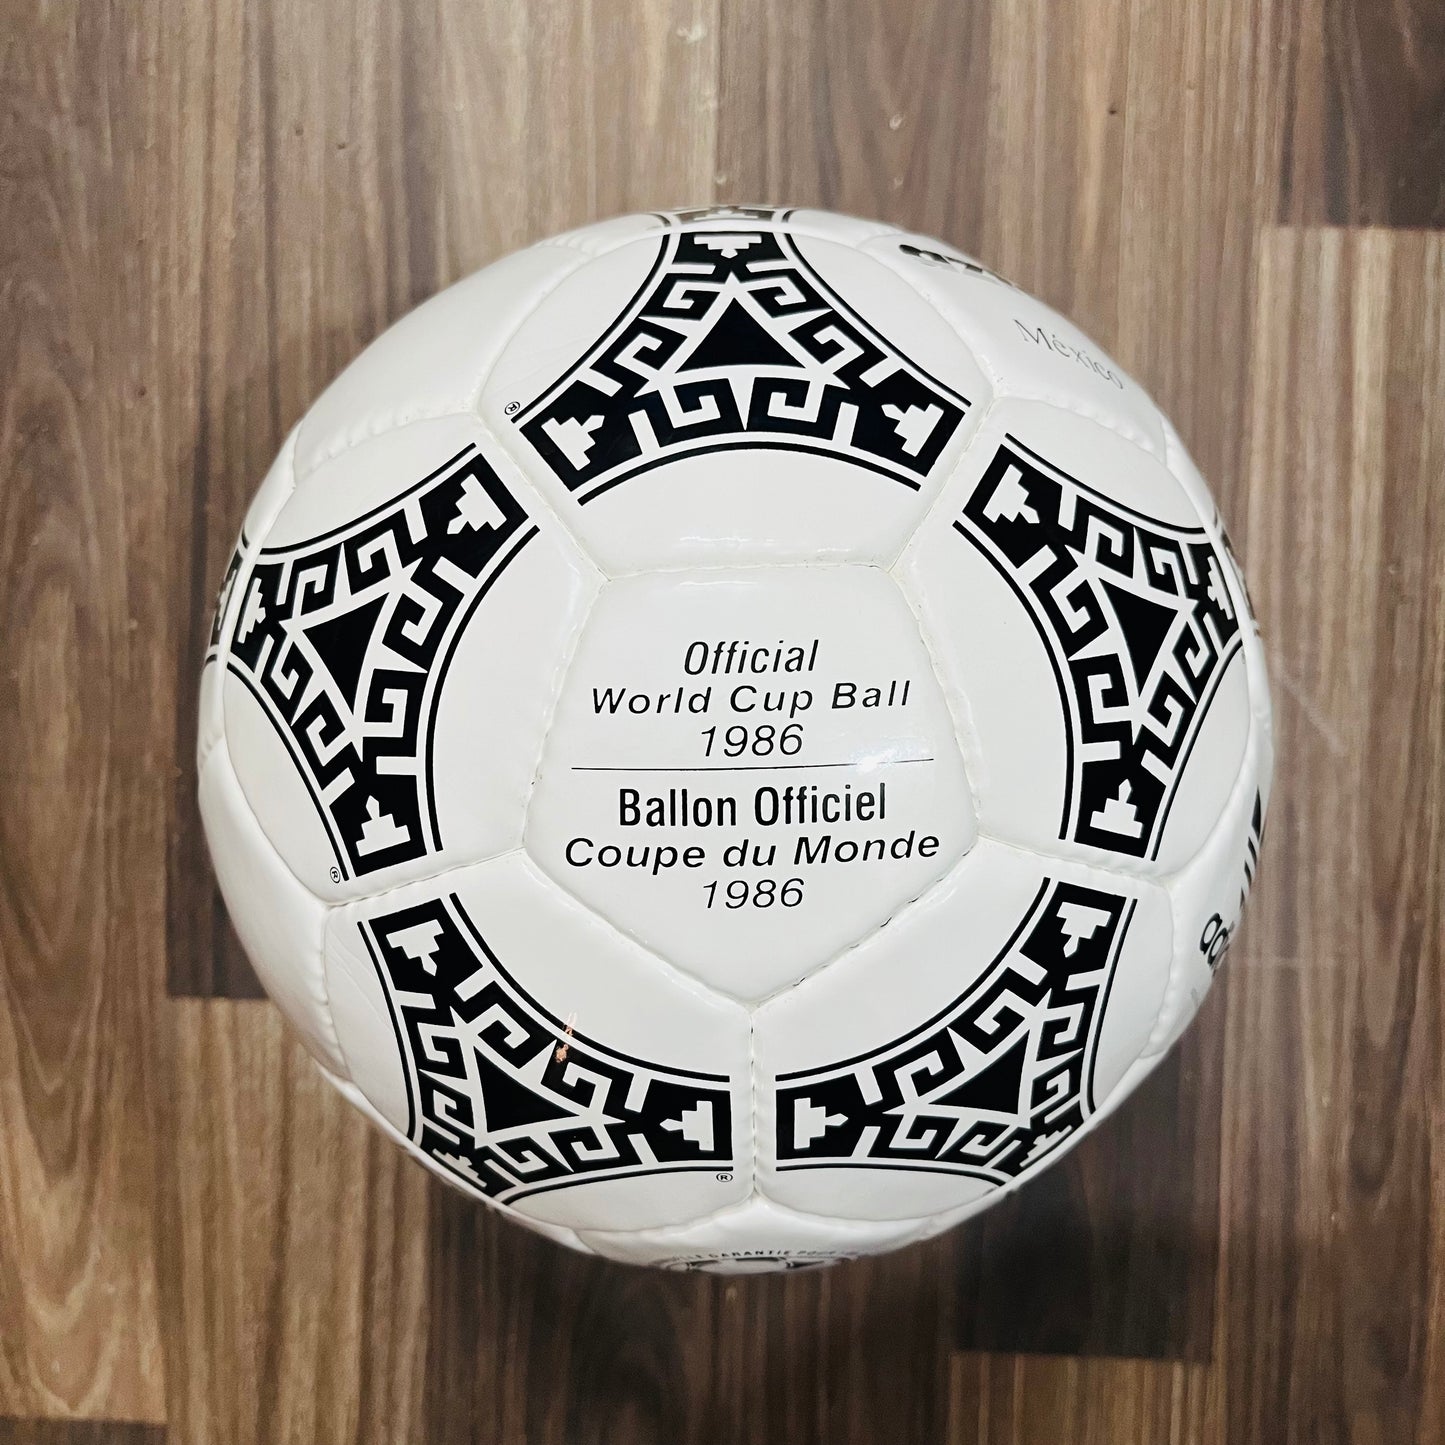 México
Official
World Cup Ball
1986
Ballon Officiel
Coupe du Monde
1986
®
®
®